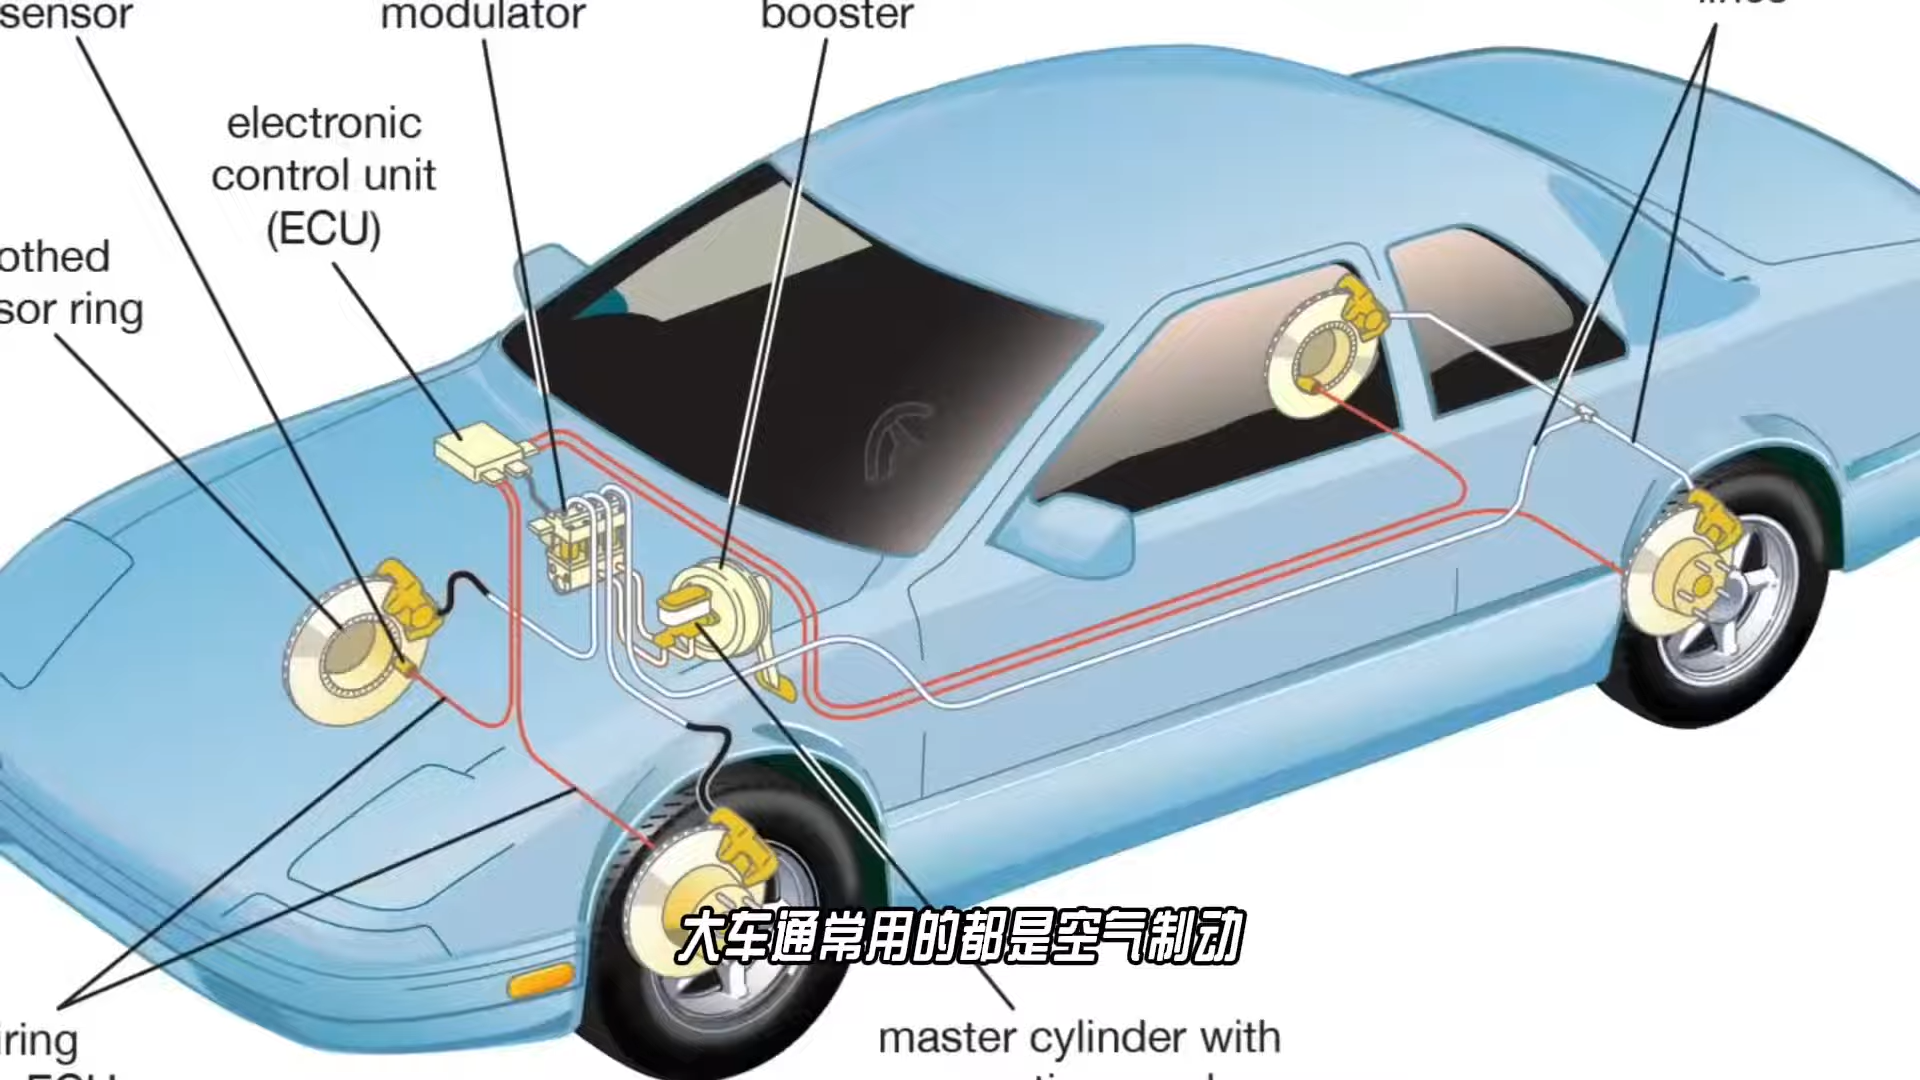 sensor
modulator
booster
electronic
control unit
(ECU)
othed
sor ring
大车通常用的都是空气制动
iring
master cylinder with